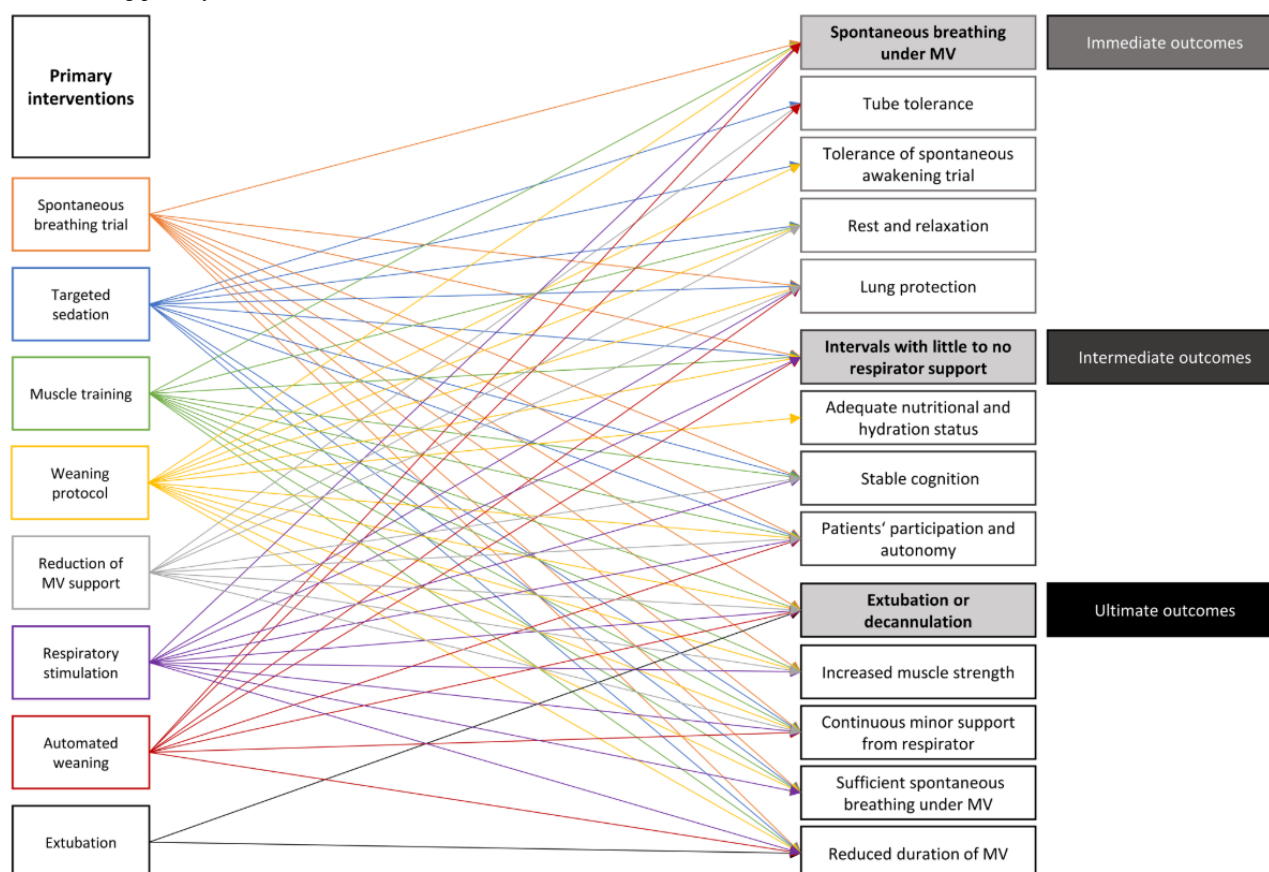 Primary
interventions
Spontaneous
breathing trial
Targeted
sedation
Muscle training
Weaning
protocol
Reduction of
MV support
Respiratory
stimulation
Automated
weaning
Extubation
Spontaneous breathing
under MV
Tube tolerance
Tolerance of spontaneous
awakening trial
Rest and relaxation
Lung protection
Intervals with little to no
respirator support
Adequate nutritional and
hydration status
Stable cognition
Patients‘ participation and
autonomy
Extubation or
decannulation
Increased muscle strength
Continuous minor support
from respirator
Sufficient spontaneous
breathing under MV
Reduced duration of MV
Immediate outcomes
Intermediate outcomes
Ultimate outcomes